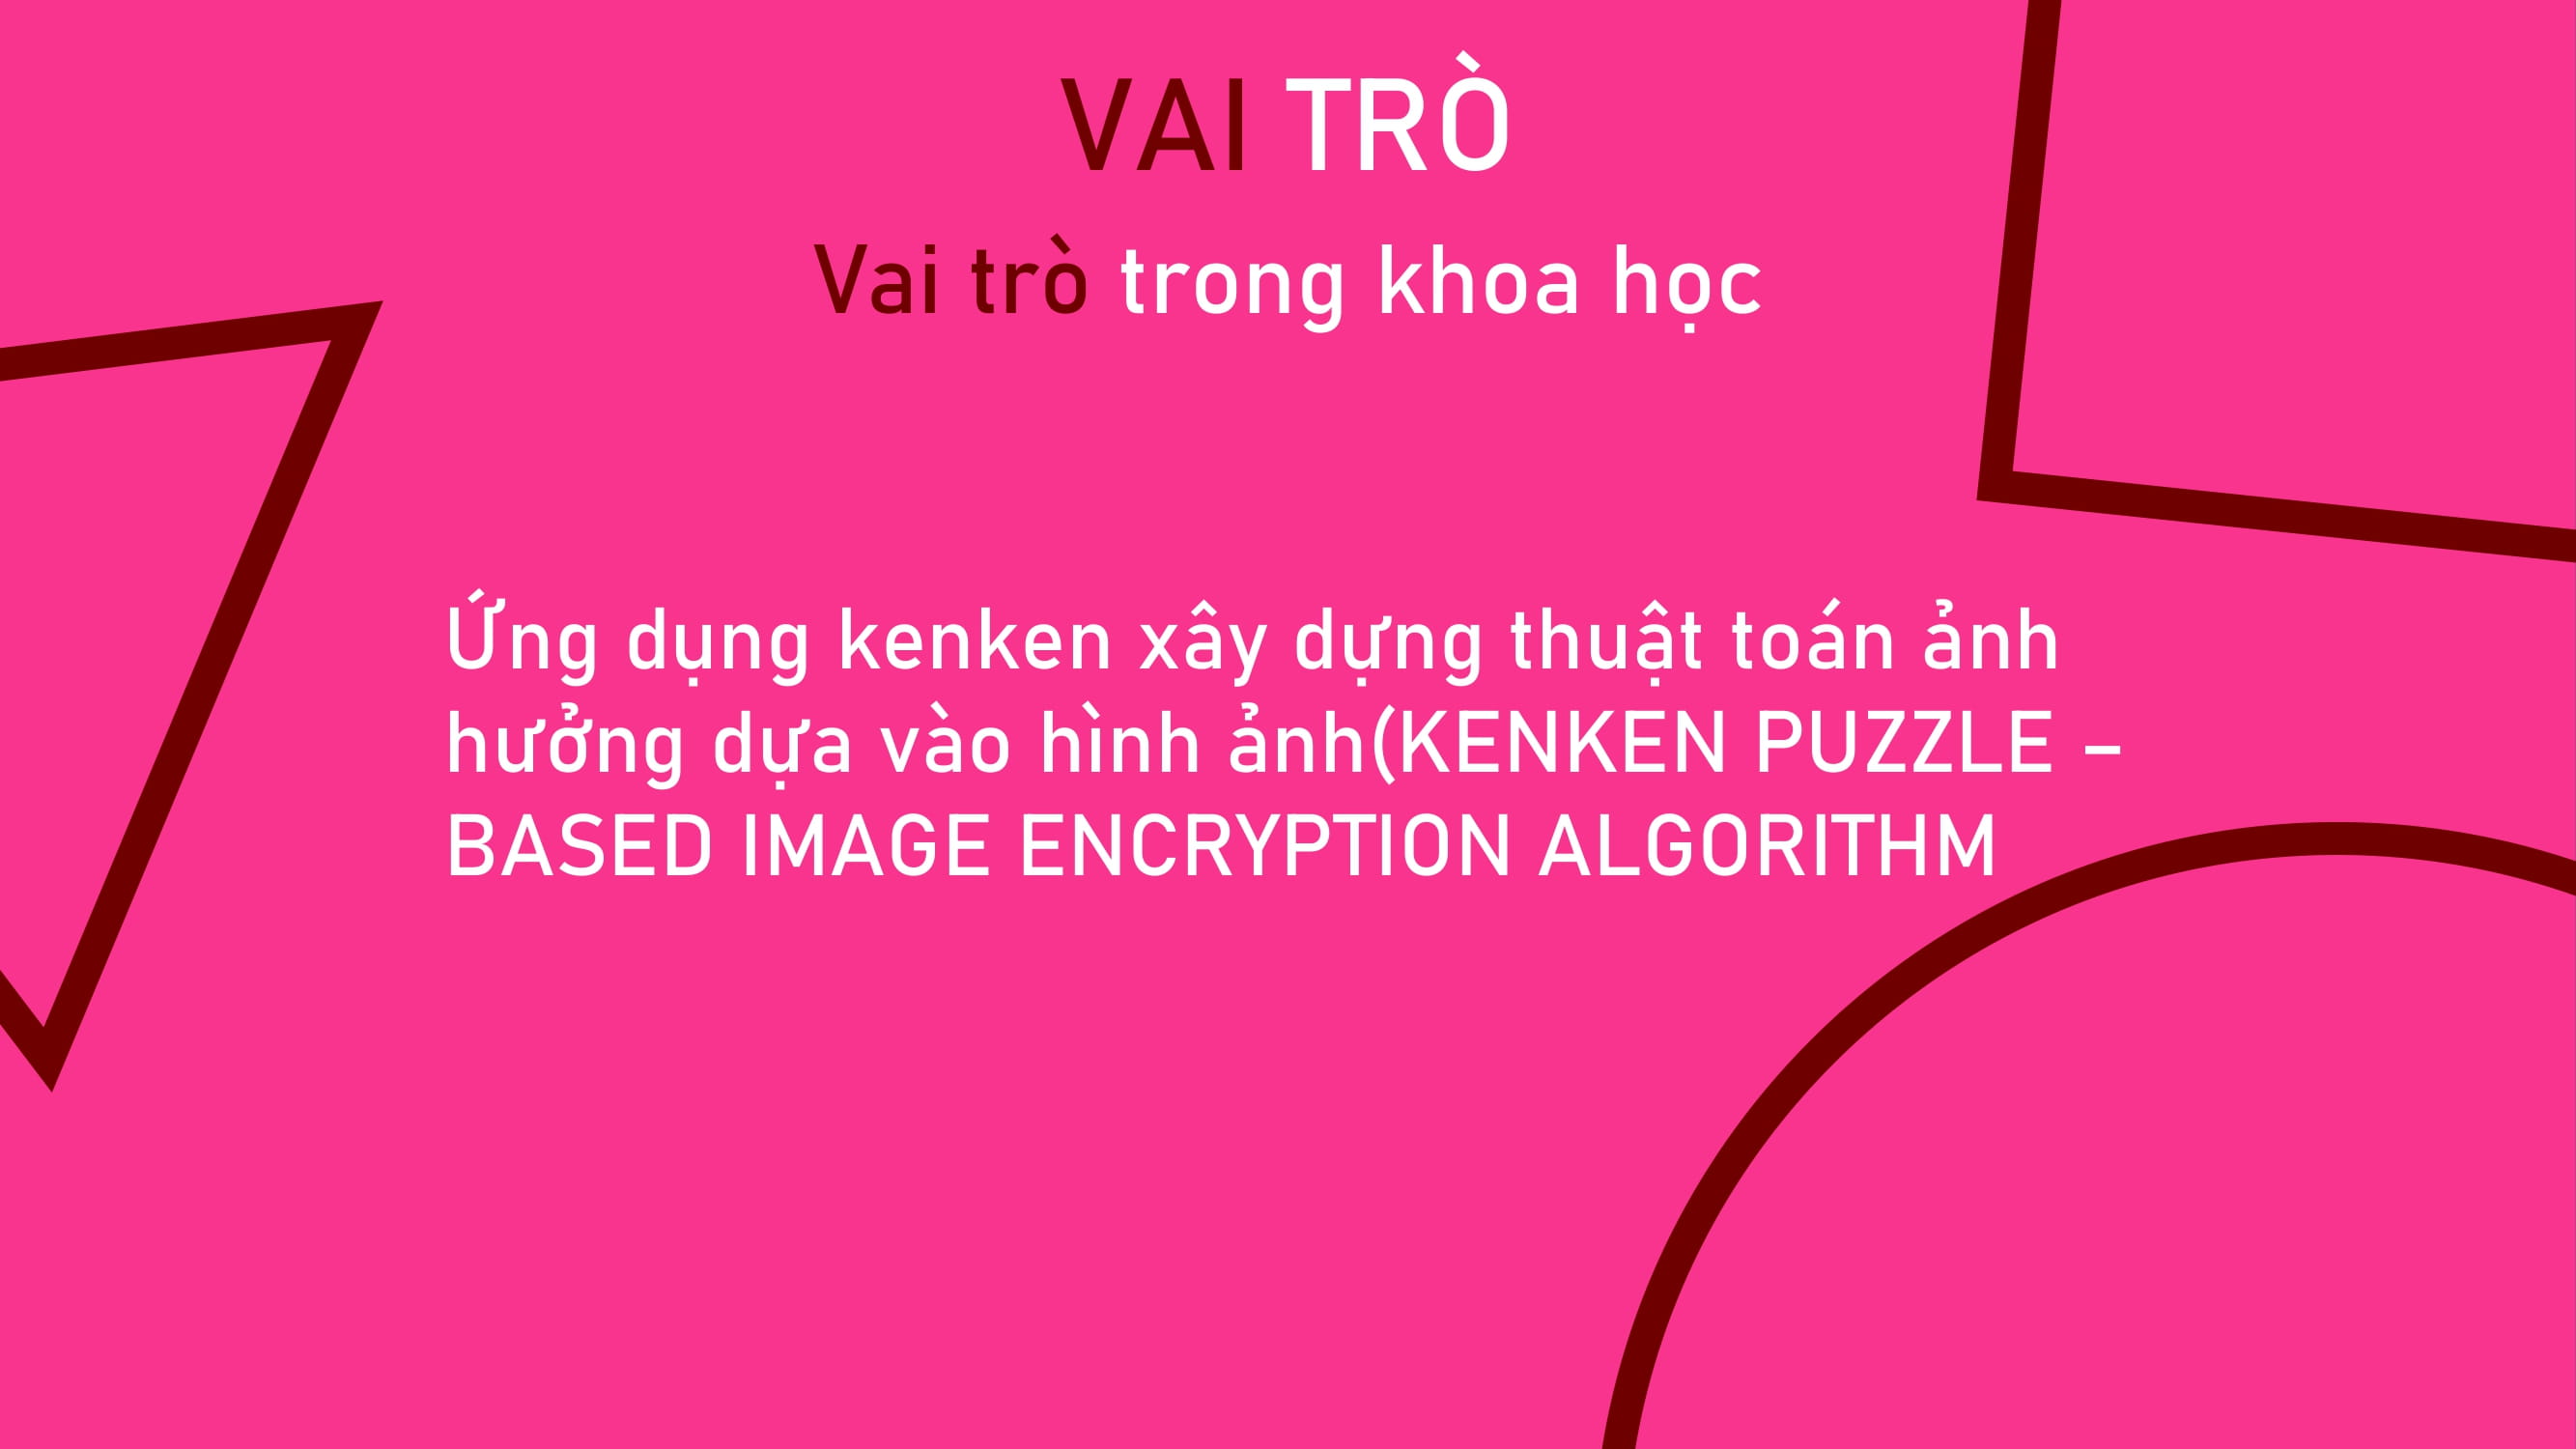 VAI TRÒ
Vai trò trong khoa học
Ứng dụng kenken xây dựng thuật toán ảnh
hưởng dựa vào hình ảnh(KENKEN PUZZLE –
BASED IMAGE ENCRYPTION ALGORITHM